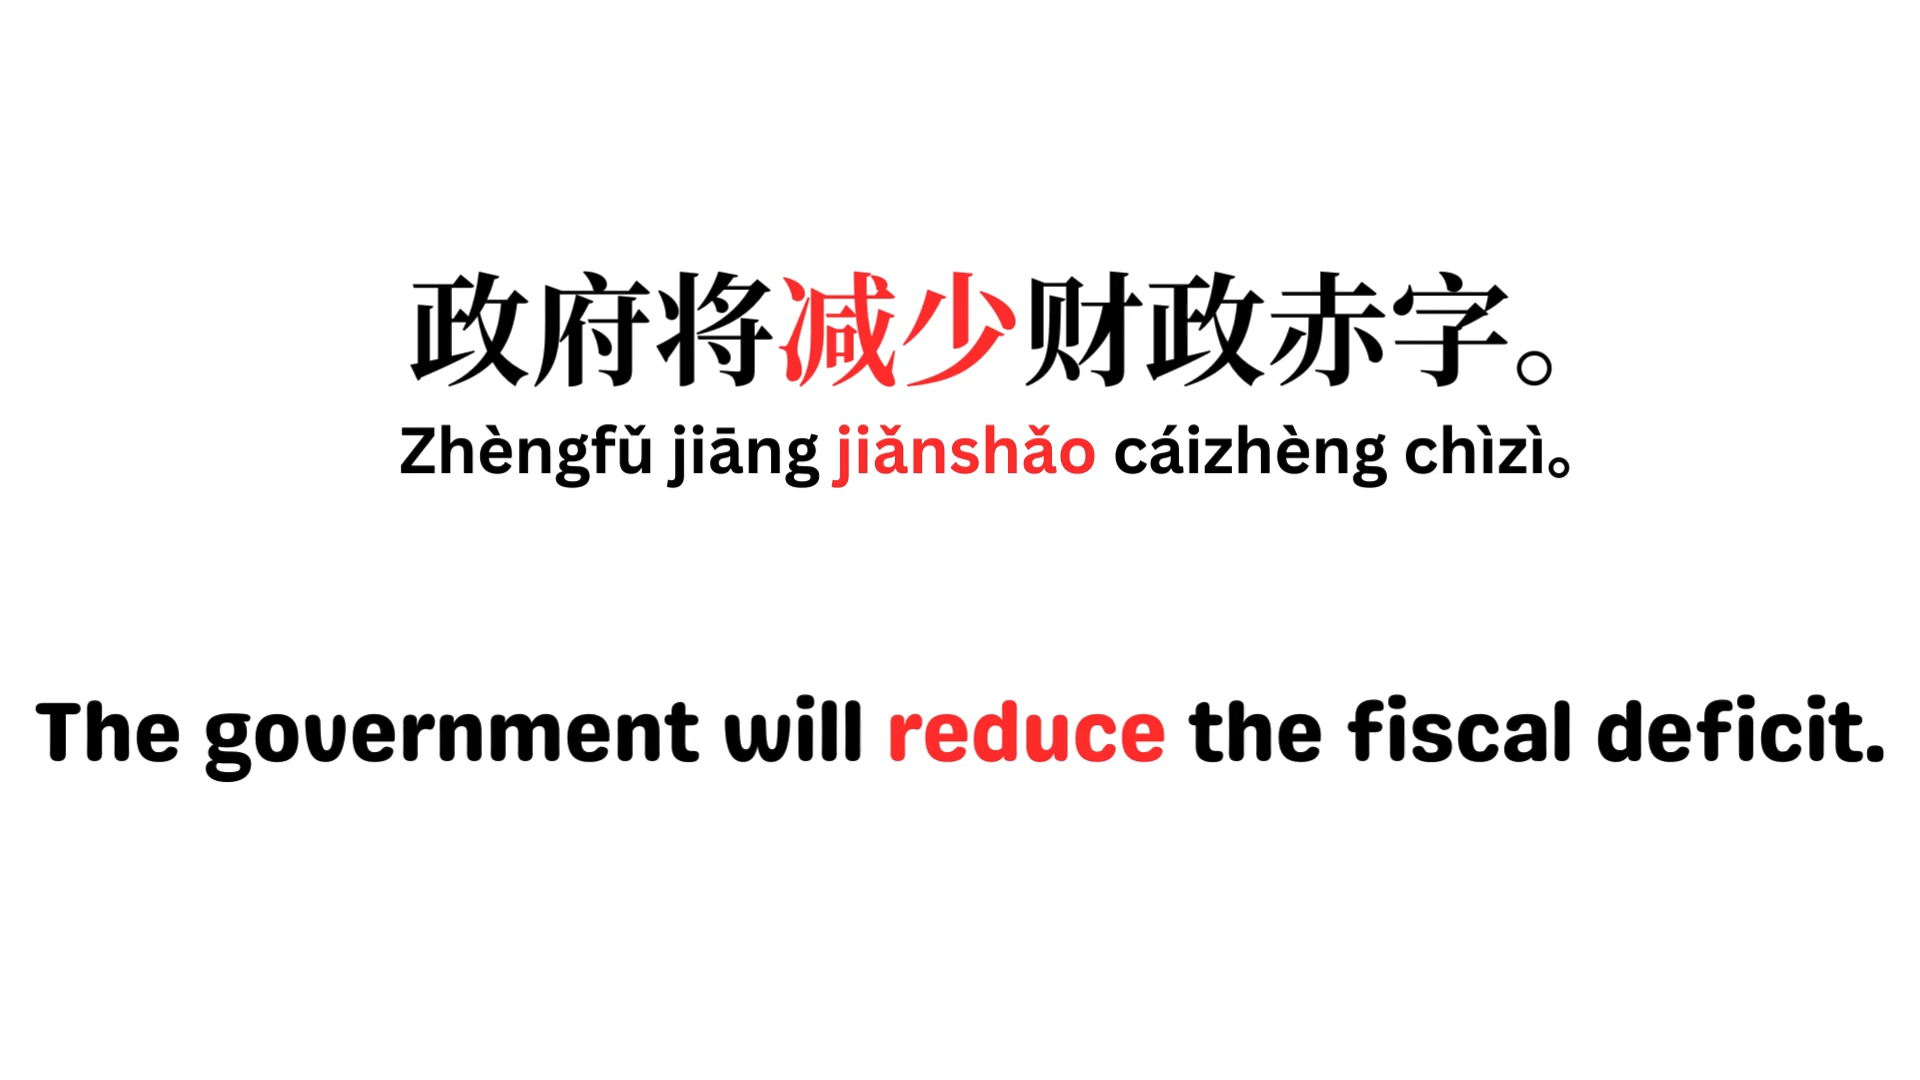 政府将减少财政赤字。
Zhèngfǔ jiāng jiǎnshǎo cáizhèng chìzì。
The government will reduce the fiscal deficit.